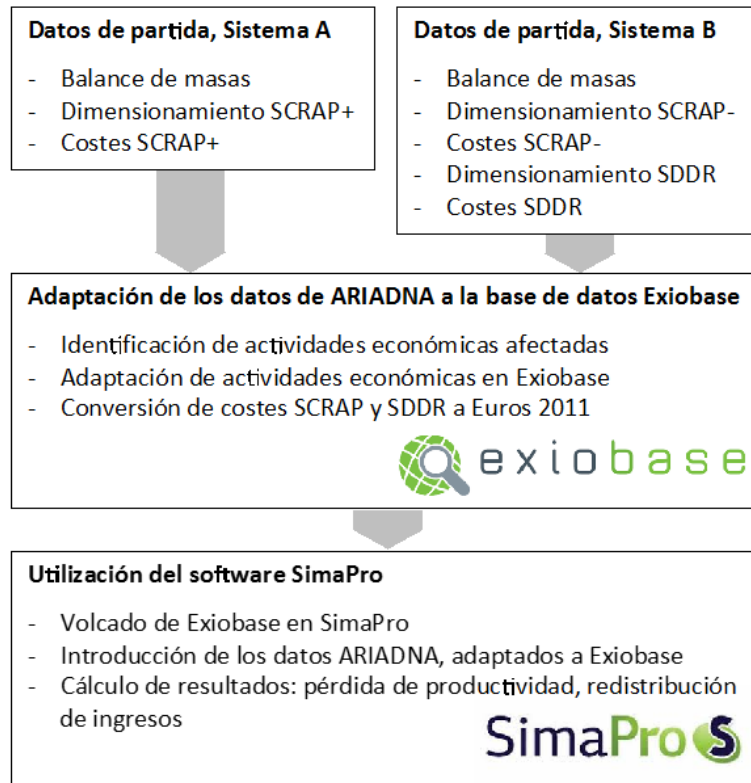 Datos de partida, Sistema A
- Balance de masas
- Dimensionamiento SCRAP+
- Costes SCRAP+
Datos de partida, Sistema B
- Balance de masas
- Dimensionamiento SCRAP-
- Costes SCRAP-
- Dimensionamiento SDDR
- Costes SDDR
Adaptación de los datos de ARIADNA a la base de datos Exiobase
- Identificación de actividades económicas afectadas
- Adaptación de actividades económicas en Exiobase
- Conversión de costes SCRAP y SDDR a Euros 2011
exiobase
Utilización del software SimaPro
- Volcado de Exiobase en SimaPro
- Introducción de los datos ARIADNA, adaptados a Exiobase
- Cálculo de resultados: pérdida de productividad, redistribución
de ingresos
SimaPro S